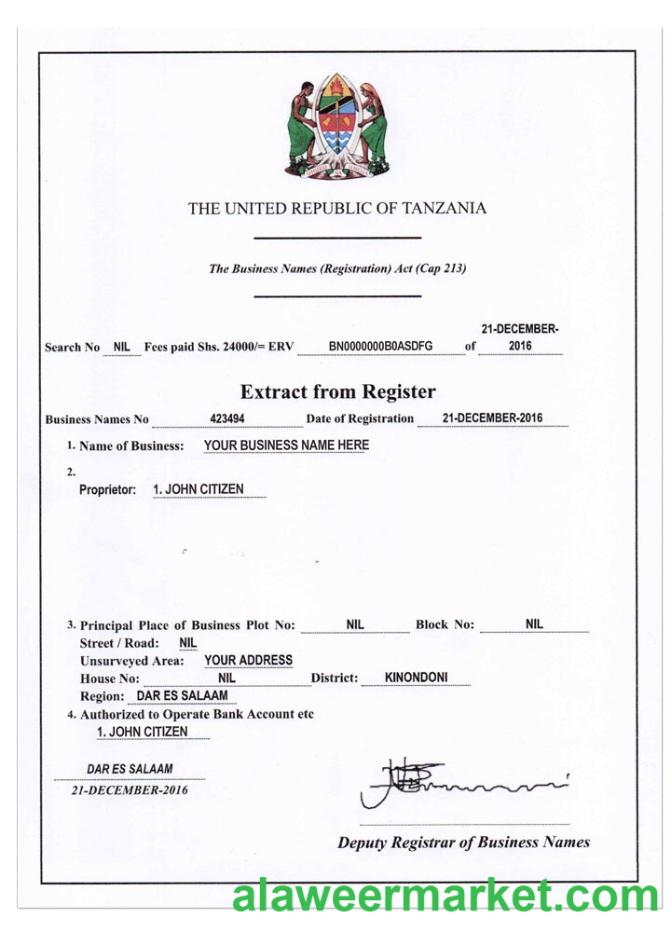 THE UNITED REPUBLIC OF TANZANIA
The Business Names (Registration) Act (Cap 213)
Search No NIL Fees paid Shs. 24000/= ERV BN0000000B0ASDFG of 21-DECEMBER-
2016
Extract from Register
Business Names No 423494 Date of Registration 21-DECEMBER-2016
1. Name of Business: YOUR BUSINESS NAME HERE
2.
Proprietor: 1. JOHN CITIZEN
3. Principal Place of Business Plot No: NIL Block No: NIL
Street / Road: NIL
Unsurveyed Area: YOUR ADDRESS
House No: NIL District: KINONDONI
Region: DAR ES SALAAM
4. Authorized to Operate Bank Account etc
1. JOHN CITIZEN
DAR ES SALAAM
21-DECEMBER-2016
Deputy Registrar of Business Names
alaweermarket.com